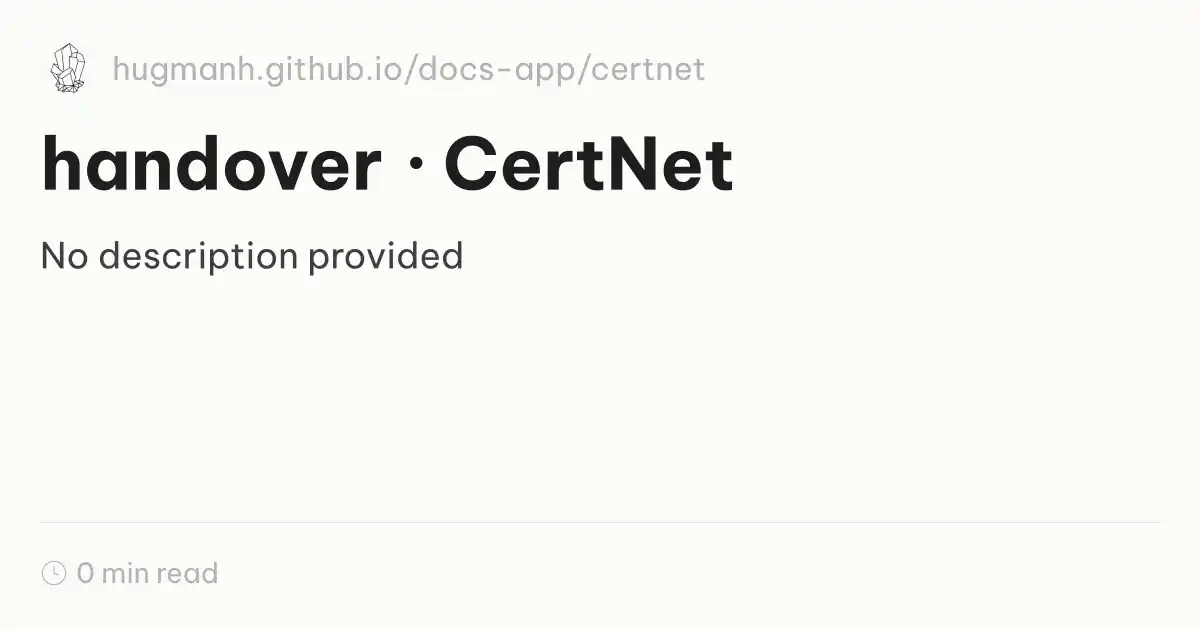 hugmanh.github.io/docs-app/certnet
handover · CertNet
No description provided
0 min read